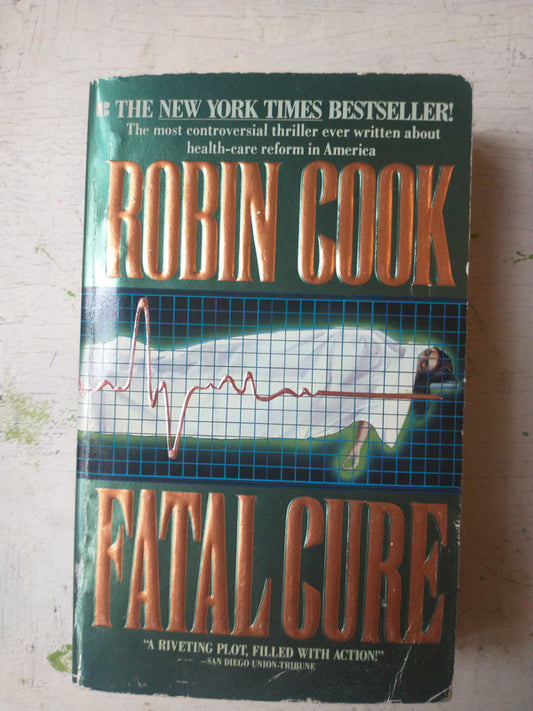 THE NEW YORK TIMES BESTSELLER!
The most controversial thriller ever written about
health-care reform in America
ROBIN COOK
FATAL CURE
"A RIVETING PLOT, FILLED WITH ACTION!"
—SAN DIEGO UNION-TRIBUNE